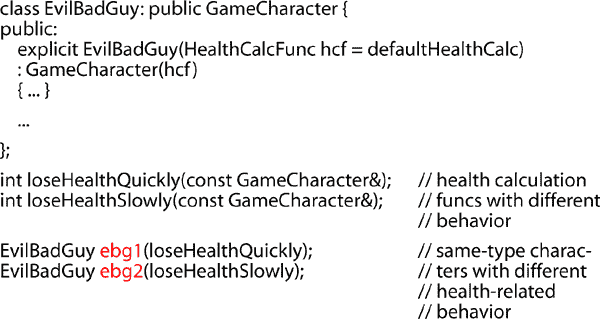 class EvilBadGuy: public GameCharacter {
public:
explicit EvilBadGuy(HealthCalcFunc hcf = defaultHealthCalc)
: GameCharacter(hcf)
{ ... }
...
};
int loseHealthQuickly(const GameCharacter&); // health calculation
int loseHealthSlowly(const GameCharacter&); // funcs with different
// behavior
EvilBadGuy ebg1(loseHealthQuickly); // same-type charac-
EvilBadGuy ebg2(loseHealthSlowly); // ters with different
// health-related
// behavior